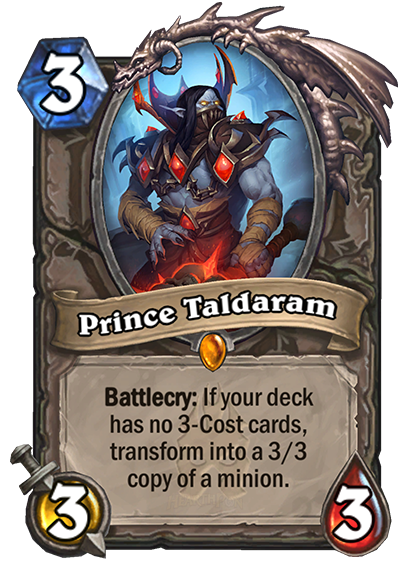 3
Prince Taldaram
Battlecry: If your deck
has no 3-Cost cards,
transform into a 3/3
copy of a minion.
3
3